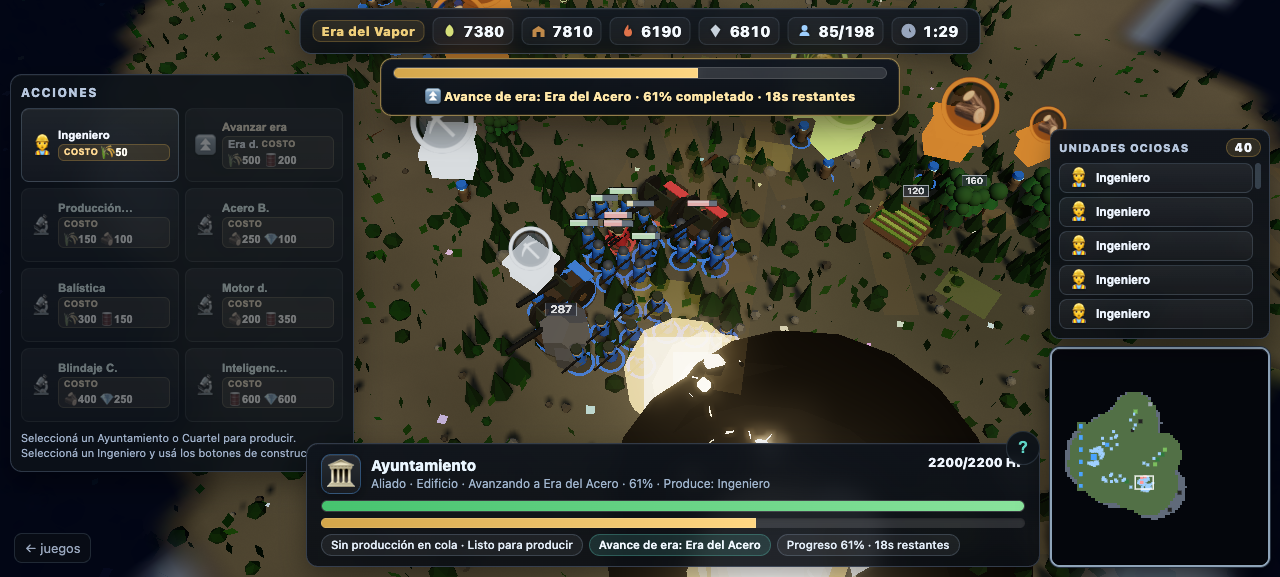 Era del Vapor
7380
7810
6190
6810
85/198
1:29
Avance de era: Era del Acero · 61% completado · 18s restantes
ACCIONES
Ingeniero
COSTO 50
Avanzar era
Era d. COSTO
500 200
Producción...
COSTO
150 100
Acero B.
COSTO
250 100
Balística
COSTO
300 150
Motor d.
COSTO
200 350
Blindaje C.
COSTO
400 250
Inteligenc...
COSTO
600 600
Seleccioná un Ayuntamiento o Cuartel para producir.
Seleccioná un Ingeniero y usá los botones de construc
← juegos
120
160
287
UNIDADES OCIOSAS 40
Ingeniero
Ingeniero
Ingeniero
Ingeniero
Ingeniero
?
Ayuntamiento
2200/2200
Aliado · Edificio · Avanzando a Era del Acero · 61% · Produce: Ingeniero
Sin producción en cola · Listo para producir
Avance de era: Era del Acero
Progreso 61% · 18s restantes